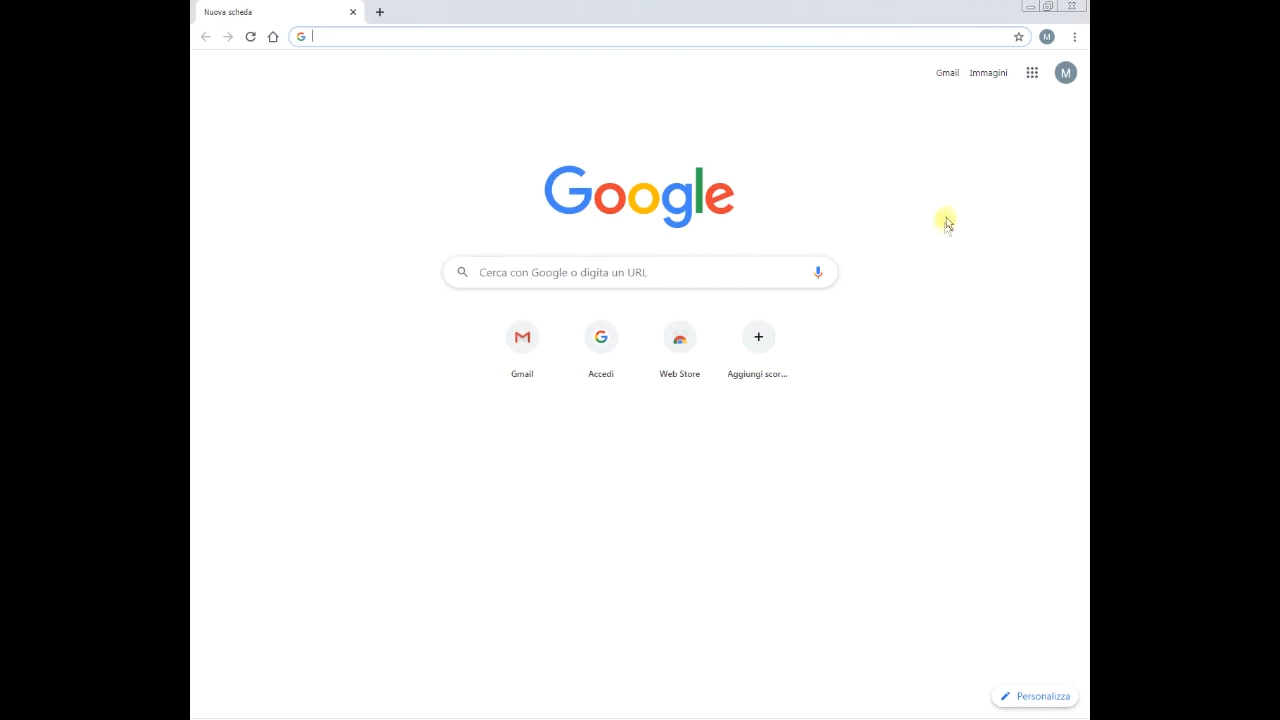 Nuova scheda
M
Gmail Immagini M
Google
Cerca con Google o digita un URL
Gmail Accedi Web Store Aggiungi scor...
Personalizza